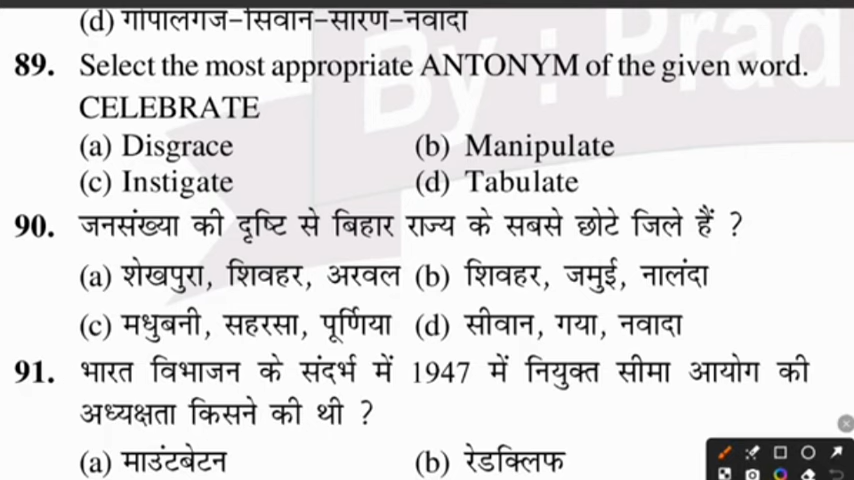 (d) गोपालगंज–सिवान–सारण–नवादा
89. Select the most appropriate ANTONYM of the given word.
CELEBRATE
(a) Disgrace (b) Manipulate
(c) Instigate (d) Tabulate
90. जनसंख्या की दृष्टि से बिहार राज्य के सबसे छोटे जिले हैं ?
(a) शेखपुरा, शिवहर, अरवल (b) शिवहर, जमुई, नालंदा
(c) मधुबनी, सहरसा, पूर्णिया (d) सीवान, गया, नवादा
91. भारत विभाजन के संदर्भ में 1947 में नियुक्त सीमा आयोग की
अध्यक्षता किसने की थी ?
(a) माउंटबेटन (b) रेडक्लिफ
By : Prad